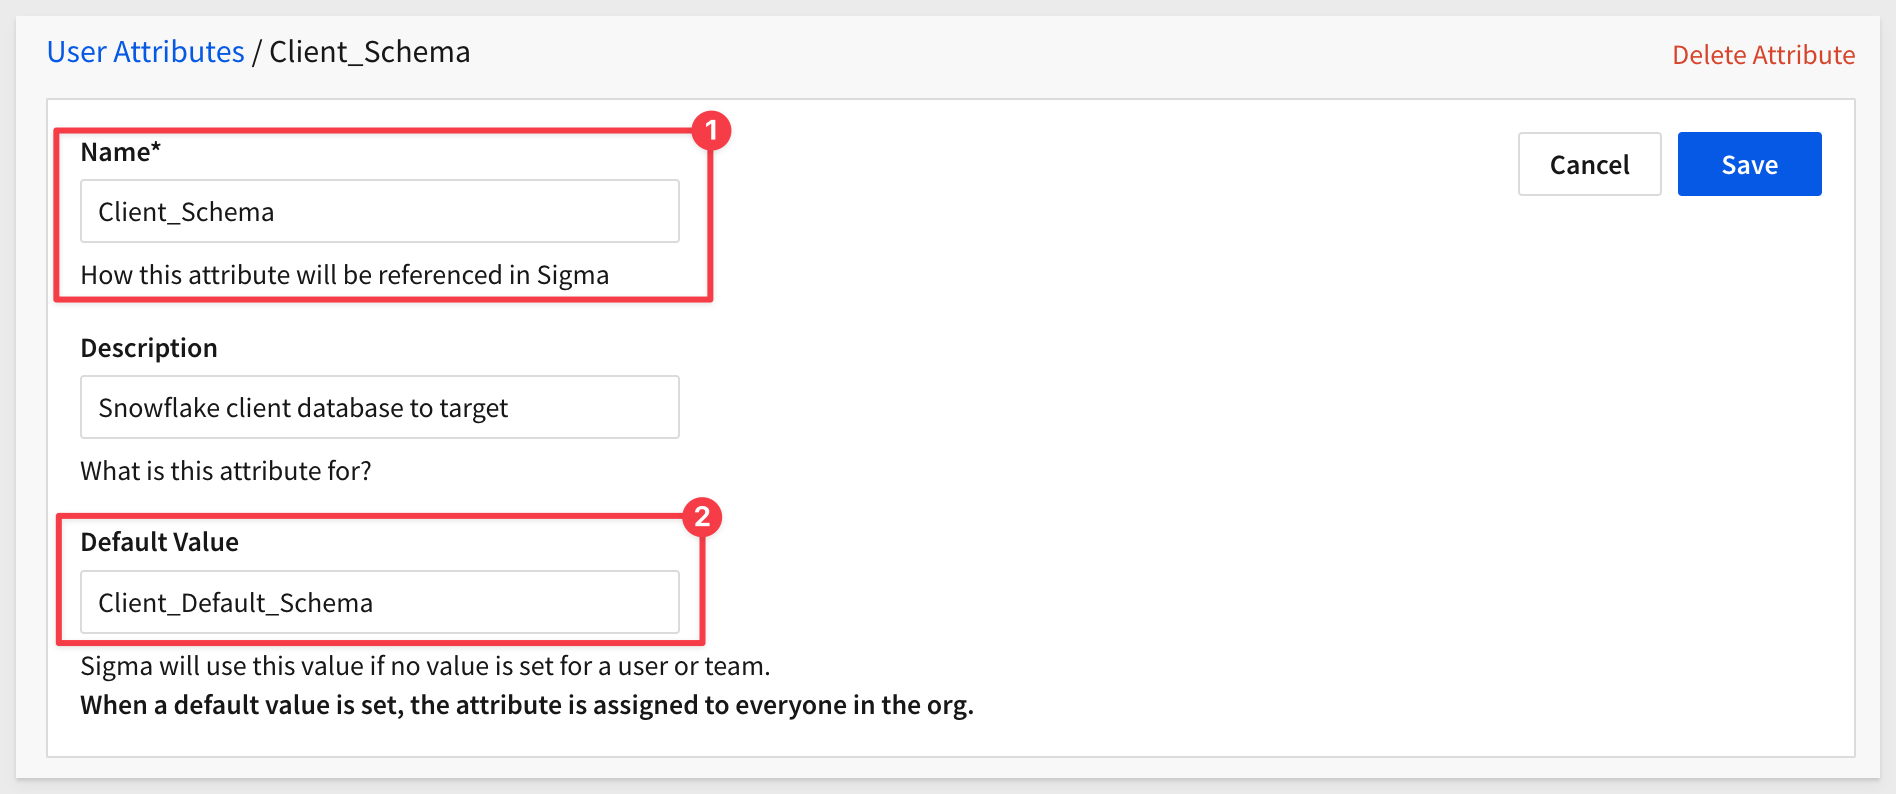 User Attributes / Client_Schema
Delete Attribute
1
Name*
Cancel
Save
Client_Schema
How this attribute will be referenced in Sigma
Description
Snowflake client database to target
What is this attribute for?
2
Default Value
Client_Default_Schema
Sigma will use this value if no value is set for a user or team.
When a default value is set, the attribute is assigned to everyone in the org.